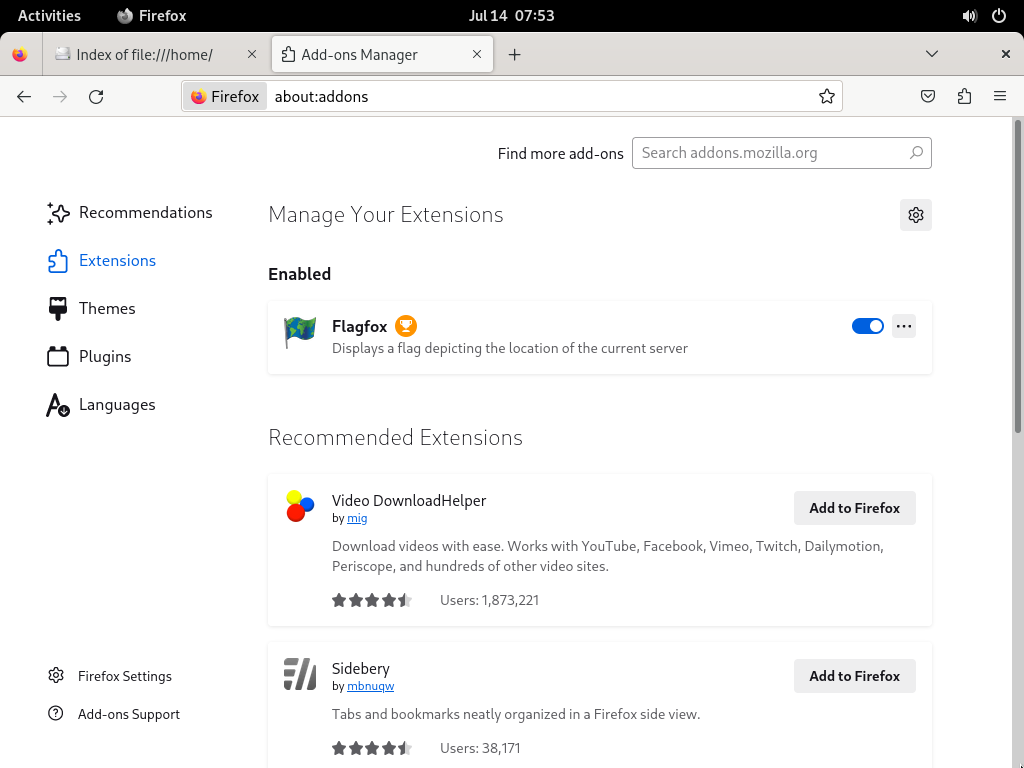 Activities Firefox Jul 14 07:53
Index of file:///home/ Add-ons Manager
Firefox about:addons
Find more add-ons Search addons.mozilla.org
Recommendations
Extensions
Themes
Plugins
Languages
Firefox Settings
Add-ons Support
Manage Your Extensions
Enabled
Flagfox
Displays a flag depicting the location of the current server
Recommended Extensions
Video DownloadHelper
by mig
Add to Firefox
Download videos with ease. Works with YouTube, Facebook, Vimeo, Twitch, Dailymotion,
Periscope, and hundreds of other video sites.
Users: 1,873,221
Sidebery
by mbnuqw
Add to Firefox
Tabs and bookmarks neatly organized in a Firefox side view.
Users: 38,171